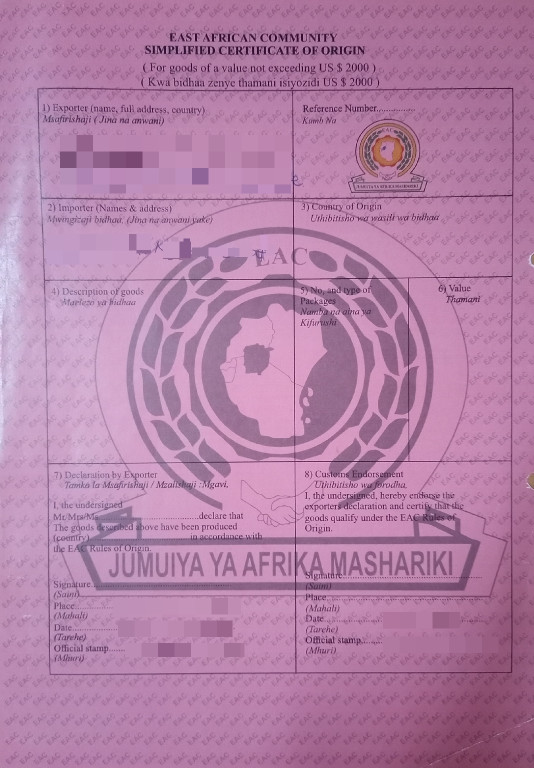 EAST AFRICAN COMMUNITY
SIMPLIFIED CERTIFICATE OF ORIGIN
( For goods of a value not exceeding US $ 2000 )
( Kwa bidhaa zenye thamani isiyozidi US $ 2000 )
1) Exporter (name, full address, country)
Msafirishaji ( Jina na anwani)
Reference Number...............
Kumb Na
EAC
JUMUIYA YA AFRIKA MASHARIKI
2) Importer (Names & address)
Mwingizaji bidhaa, (Jina na anwani yake)
3) Country of Origin
Uthibitisho wa wasili wa bidhaa
EAC
4) Description of goods
Maelezo ya bidhaa
5) No, and type of
Packages
Namba na aina ya
Kifurushi
6) Value
Thamani
7) Declaration by Exporter
Tamko la Msafirishaji / Mzalishaji :Mgavi,
I, the undersigned
Mr/Mrs/Ms...............................declare that
The goods described above have been produced
(country)...............................in accordance with
the EAC Rules of Origin.
8) Customs Endorsement
Uphibitisho wa forodha,
I, the undersigned, hereby endorse the
exporters declaration and certify that the
goods qualify under the EAC Rules of
Origin.
JUMUIYA YA AFRIKA MASHARIKI
Signature...............
(Saini)
Place...............
(Mahali)
Date...............
(Tarehe)
Official stamp......
(Mhuri)
Signature...............
(Saini)
Place...............
(Mahali)
Date...............
(Tarehe)
Official stamp........
(Mhuri)